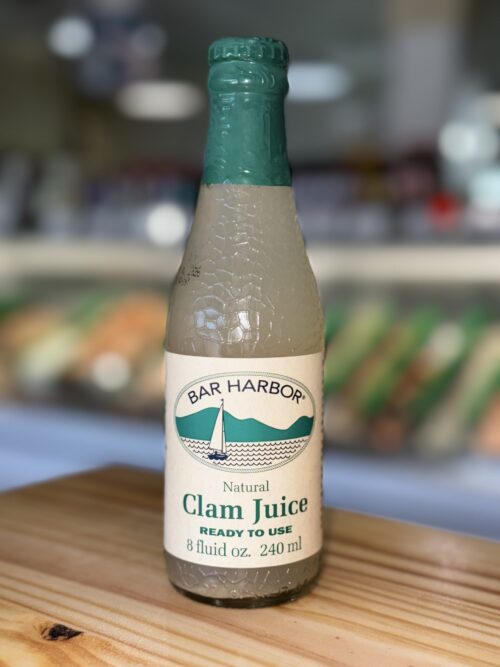 BAR HARBOR®
Natural
Clam Juice
READY TO USE
8 fluid oz. 240 ml